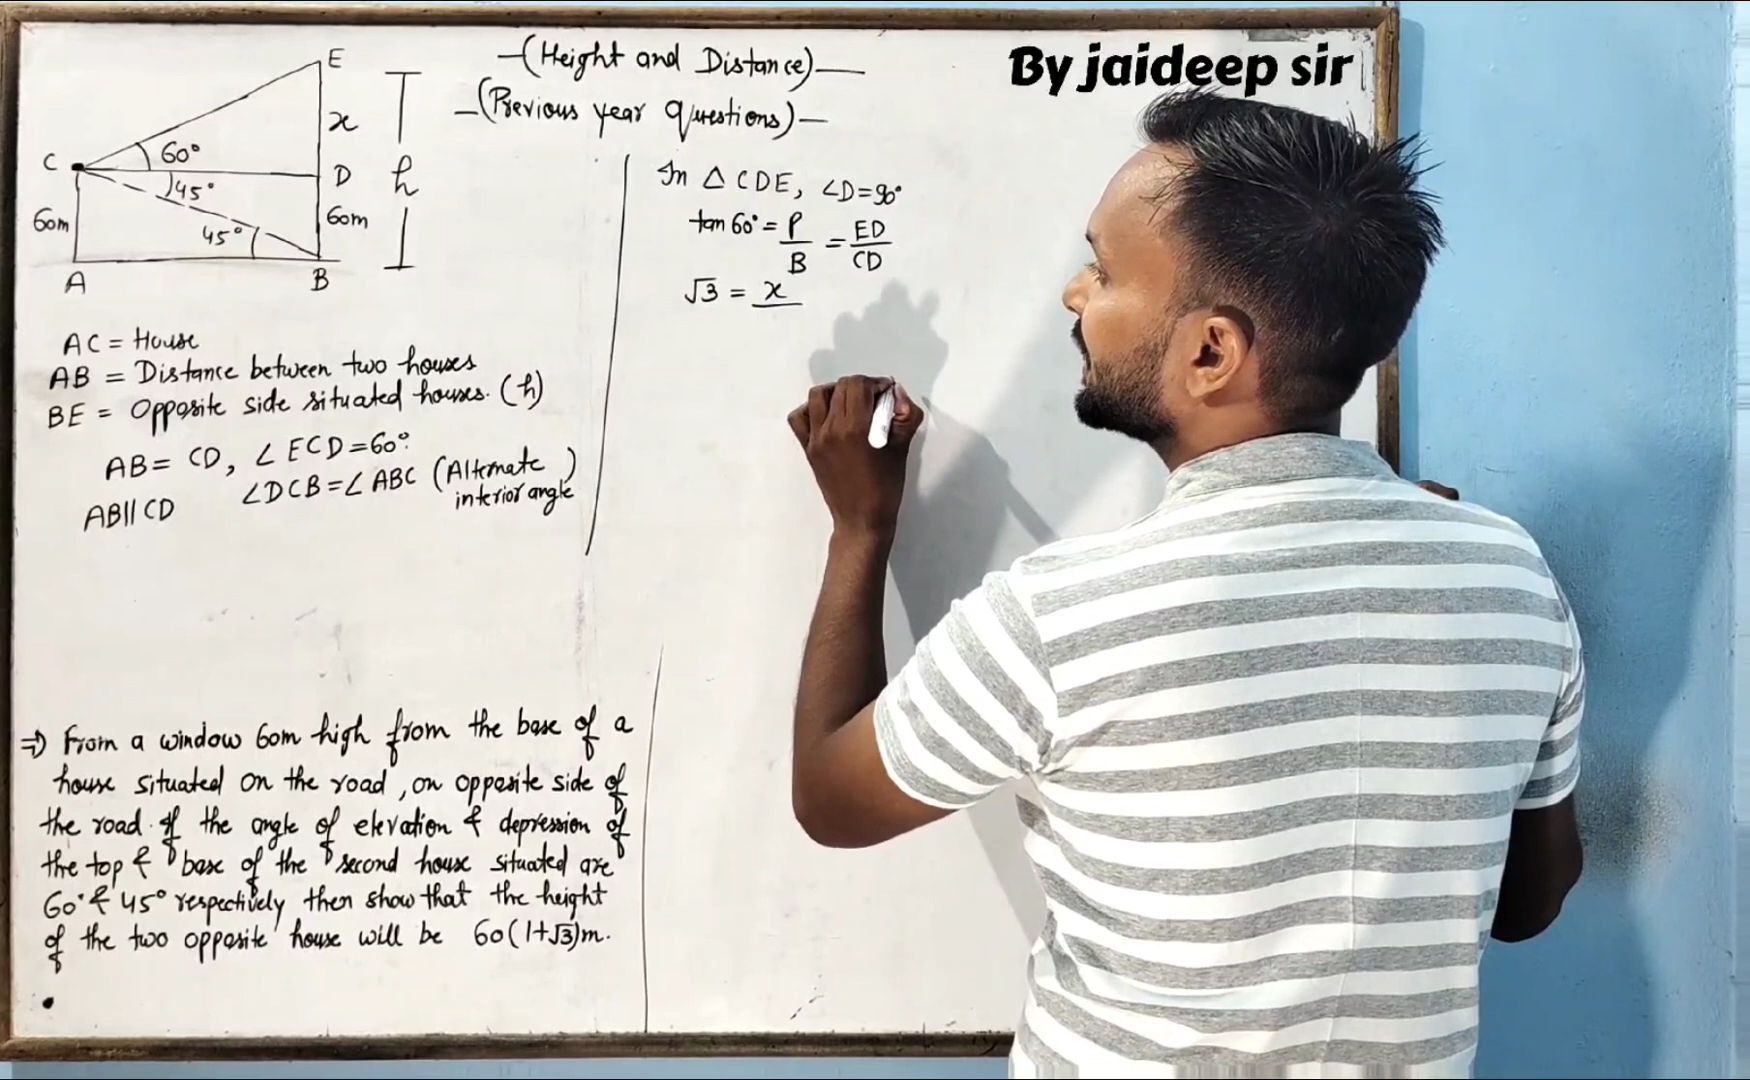 -(Height and Distance)-
By jaideep sir
-(Previous year questions)-
E
x
C
60°
D
h
45°
60m
60m
45°
A
B
AC = House
AB = Distance between two houses
BE = Opposite side situated houses. (h)
AB = CD, ∠ECD=60°
∠DCB=∠ABC (Alternate interior angle)
AB||CD
In △ CDE, ∠D=90°
tan 60° = P/B = ED/CD
√3 = x
⇒ From a window 60m high from the base of a
house situated on the road, on opposite side of
the road. If the angle of elevation & depression of
the top & base of the second house situated are
60° & 45° respectively then show that the height
of the two opposite house will be 60(1+√3)m.